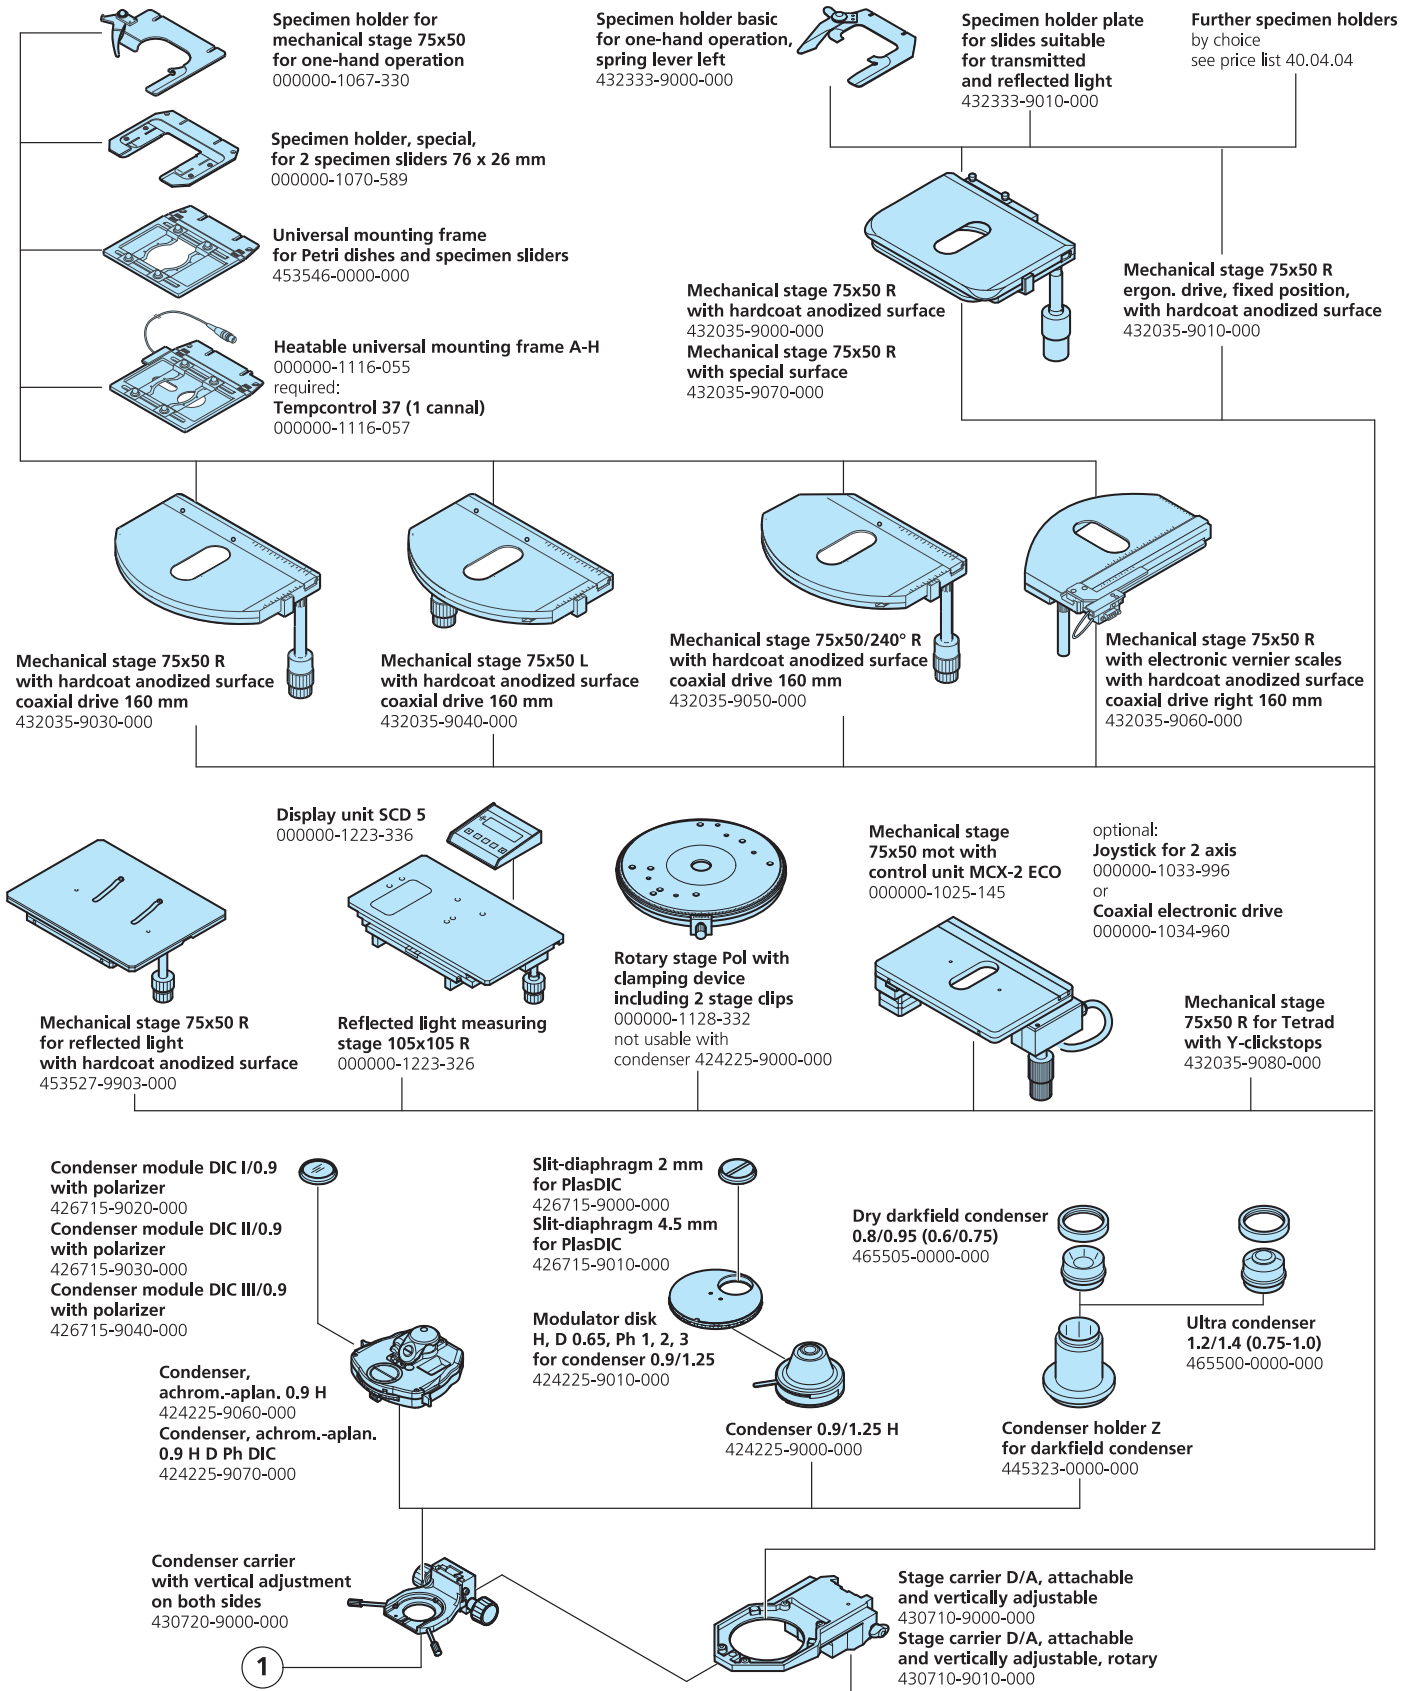 Specimen holder for
mechanical stage 75x50
for one-hand operation
000000-1067-330
Specimen holder basic
for one-hand operation,
spring lever left
432333-9000-000
Specimen holder plate
for slides suitable
for transmitted
and reflected light
432333-9010-000
Further specimen holders
by choice
see price list 40.04.04
Specimen holder, special,
for 2 specimen sliders 76 x 26 mm
000000-1070-589
Universal mounting frame
for Petri dishes and specimen sliders
453546-0000-000
Heatable universal mounting frame A-H
000000-1116-055
required:
Tempcontrol 37 (1 cannal)
000000-1116-057
Mechanical stage 75x50 R
with hardcoat anodized surface
432035-9000-000
Mechanical stage 75x50 R
with special surface
432035-9070-000
Mechanical stage 75x50 R
ergon. drive, fixed position,
with hardcoat anodized surface
432035-9010-000
Mechanical stage 75x50 R
with hardcoat anodized surface
coaxial drive 160 mm
432035-9030-000
Mechanical stage 75x50 L
with hardcoat anodized surface
coaxial drive 160 mm
432035-9040-000
Mechanical stage 75x50/240° R
with hardcoat anodized surface
coaxial drive 160 mm
432035-9050-000
Mechanical stage 75x50 R
with electronic vernier scales
with hardcoat anodized surface
coaxial drive right 160 mm
432035-9060-000
Display unit SCD 5
000000-1223-336
Mechanical stage
75x50 mot with
control unit MCX-2 ECO
000000-1025-145
optional:
Joystick for 2 axis
000000-1033-996
or
Coaxial electronic drive
000000-1034-960
Mechanical stage 75x50 R
for reflected light
with hardcoat anodized surface
453527-9903-000
Reflected light measuring
stage 105x105 R
000000-1223-326
Rotary stage Pol with
clamping device
including 2 stage clips
000000-1128-332
not usable with
condenser 424225-9000-000
Mechanical stage
75x50 R for Tetrad
with Y-clickstops
432035-9080-000
Condenser module DIC I/0.9
with polarizer
426715-9020-000
Condenser module DIC II/0.9
with polarizer
426715-9030-000
Condenser module DIC III/0.9
with polarizer
426715-9040-000
Slit-diaphragm 2 mm
for PlasDIC
426715-9000-000
Slit-diaphragm 4.5 mm
for PlasDIC
426715-9010-000
Modulator disk
H, D 0.65, Ph 1, 2, 3
for condenser 0.9/1.25
424225-9010-000
Dry darkfield condenser
0.8/0.95 (0.6/0.75)
465505-0000-000
Ultra condenser
1.2/1.4 (0.75-1.0)
465500-0000-000
Condenser,
achrom.-aplan. 0.9 H
424225-9060-000
Condenser, achrom.-aplan.
0.9 H D Ph DIC
424225-9070-000
Condenser 0.9/1.25 H
424225-9000-000
Condenser holder Z
for darkfield condenser
445323-0000-000
Condenser carrier
with vertical adjustment
on both sides
430720-9000-000
Stage carrier D/A, attachable
and vertically adjustable
430710-9000-000
Stage carrier D/A, attachable
and vertically adjustable, rotary
430710-9010-000
1